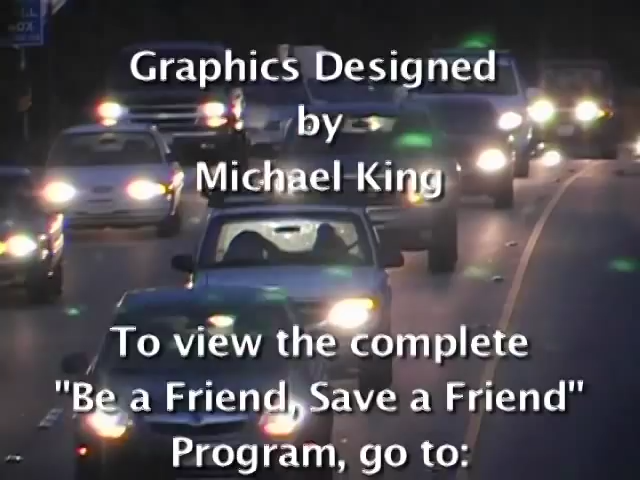 Graphics Designed
by
Michael King
To view the complete
"Be a Friend, Save a Friend"
Program, go to: